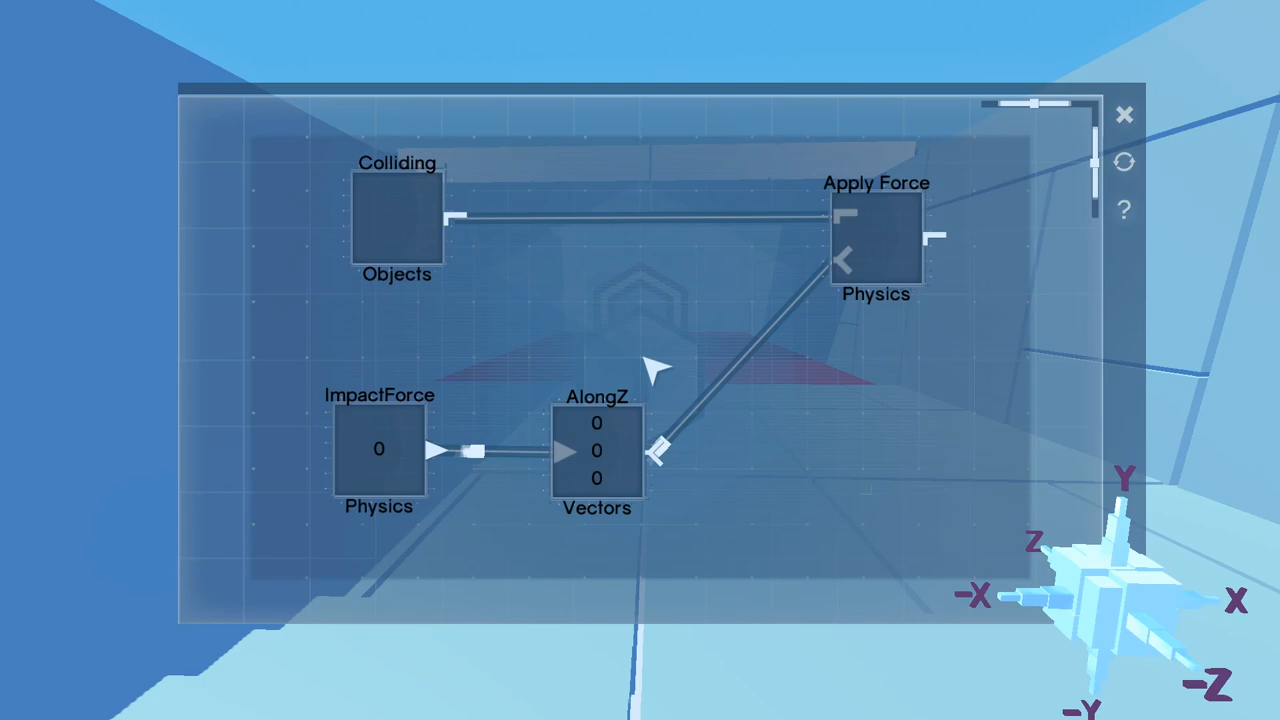 Colliding
Objects
Apply Force
Physics
?
ImpactForce
0
Physics
AlongZ
0
0
0
Vectors
Y
Z
-X
X
-Z
-Y